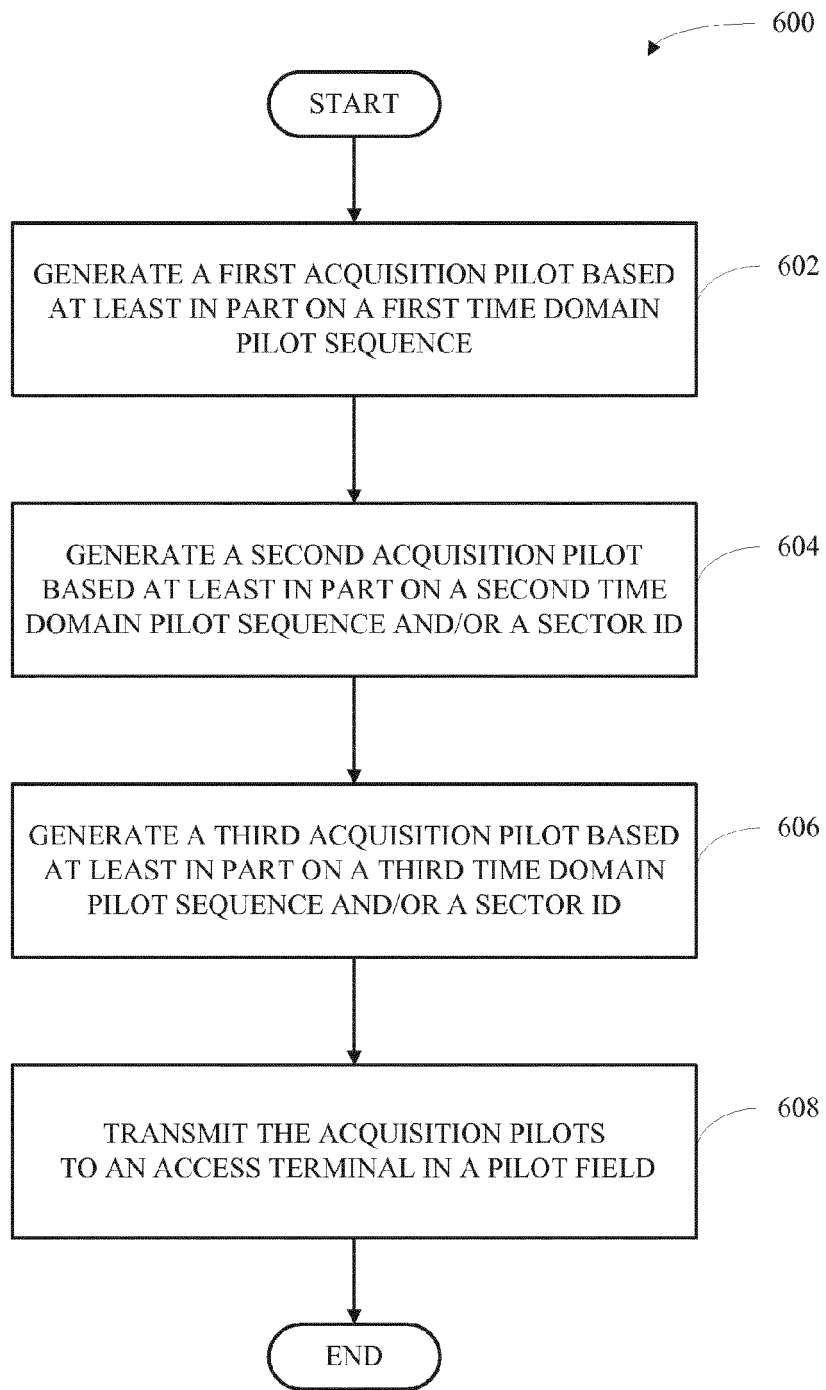 600
START
GENERATE A FIRST ACQUISITION PILOT BASED
AT LEAST IN PART ON A FIRST TIME DOMAIN
PILOT SEQUENCE
602
GENERATE A SECOND ACQUISITION PILOT
BASED AT LEAST IN PART ON A SECOND TIME
DOMAIN PILOT SEQUENCE AND/OR A SECTOR ID
604
GENERATE A THIRD ACQUISITION PILOT BASED
AT LEAST IN PART ON A THIRD TIME DOMAIN
PILOT SEQUENCE AND/OR A SECTOR ID
606
TRANSMIT THE ACQUISITION PILOTS
TO AN ACCESS TERMINAL IN A PILOT FIELD
608
END